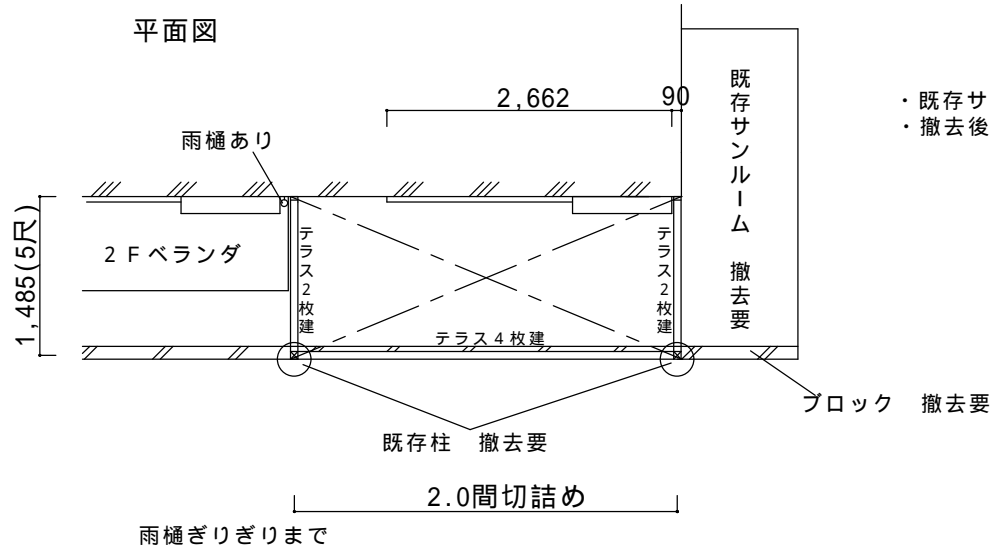 平面図
2,662
90
既存サンルーム 撤去要
・既存サ
・撤去後
雨樋あり
1,485(5尺)
2Fベランダ
テラス2枚建
テラス2枚建
テラス4枚建
ブロック 撤去要
既存柱 撤去要
2.0間切詰め
雨樋ぎりぎりまで